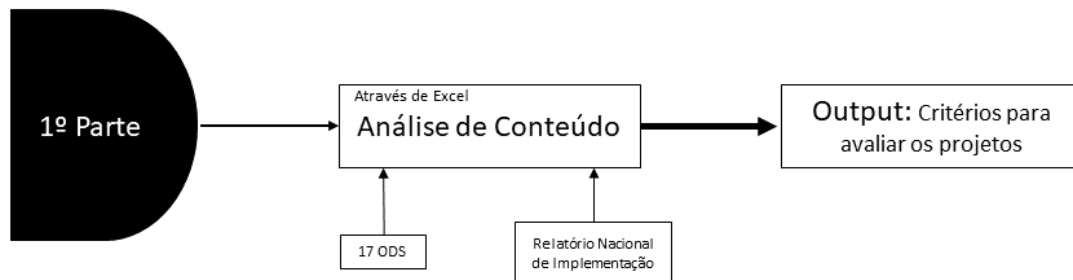 1º Parte
Através de Excel
Análise de Conteúdo
Output: Critérios para
avaliar os projetos
17 ODS
Relatório Nacional
de Implementação